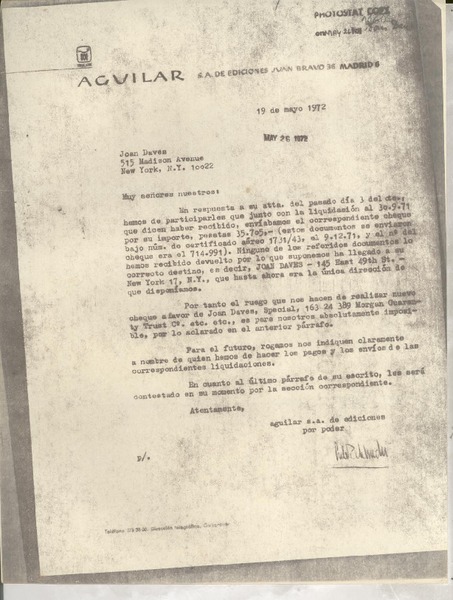 PHOTOSTAT COPY
AGUILAR S.A. DE EDICIONES JUAN BRAVO 38 MADRID 6
19 de mayo 1972
MAY 26 1972
Joan Daves
515 Madison Avenue
New York, N.Y. 10022
Muy señores nuestros:
En respuesta a su atta. del pasado día 3 del cte.,
hemos de participarles que junto con la liquidación al 30.9.71
que dicen haber recibido, enviábamos el correspondiente cheque
por su importe, pesetas 35.705,- (estos documentos se enviaron
bajo núm. de certificado aéreo 1731/43, el 9.12.71, y el nº del
cheque era el 714.991). Ninguno de los referidos documentos lo
hemos recibido devuelto por lo que suponemos ha llegado a su
correcto destino, es decir, JOAN DAVES - 145 East 49th St. -
New York 17, N.Y., que hasta ahora era la única dirección de
que disponíamos.
Por tanto el ruego que nos hacen de realizar nuevo
cheque a favor de Joan Daves, Special, 163 24 389 Morgan Guaran-
ty Trust Cº. etc. etc., es para nosotros absolutamente imposi-
ble, por lo aclarado en el anterior párrafo.
Para el futuro, rogamos nos indiquen claramente
a nombre de quien hemos de hacer los pagos y los envíos de las
correspondientes liquidaciones.
En cuanto al último párrafo de su escrito, les será
contestado en su momento por la sección correspondiente.
Atentamente,
aguilar s.a. de ediciones
por poder
D/.